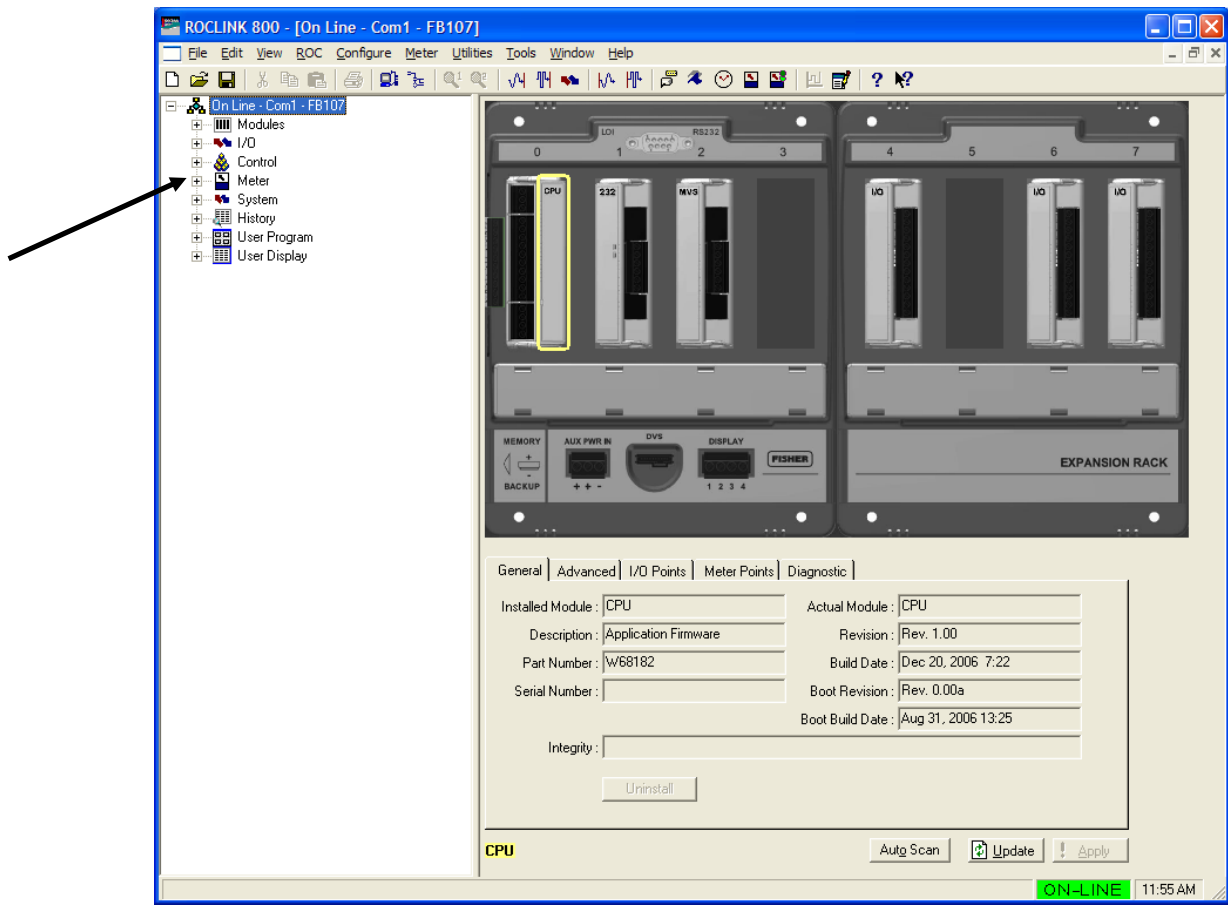 ROCLINK 800 - [On Line - Com1 - FB107]
File Edit View ROC Configure Meter Utilities Tools Window Help
On Line - Com1 - FB107
Modules
I/O
Control
Meter
System
History
User Program
User Display
LOI RS232
0 1 2 3 4 5 6 7
CPU 232 MVS I/O I/O I/O
MEMORY AUX PWR IN DVS DISPLAY
FISHER
EXPANSION RACK
+
-
BACKUP + + - 1 2 3 4
General Advanced I/O Points Meter Points Diagnostic
Installed Module : CPU Actual Module : CPU
Description : Application Firmware Revision : Rev. 1.00
Part Number : W68182 Build Date : Dec 20, 2006 7:22
Serial Number : Boot Revision : Rev. 0.00a
Boot Build Date : Aug 31, 2006 13:25
Integrity :
Uninstall
CPU Auto Scan Update Apply
ON-LINE 11:55 AM